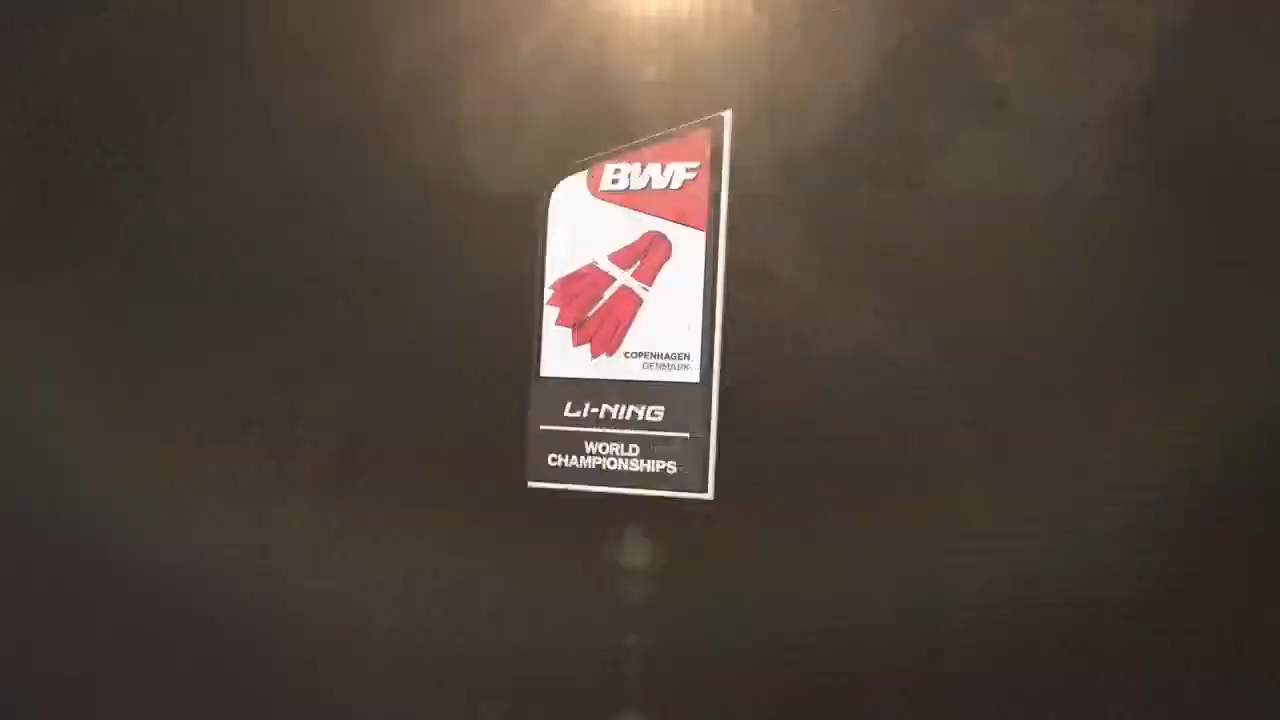 BWF
COPENHAGEN
DENMARK
LI-NING
WORLD
CHAMPIONSHIPS